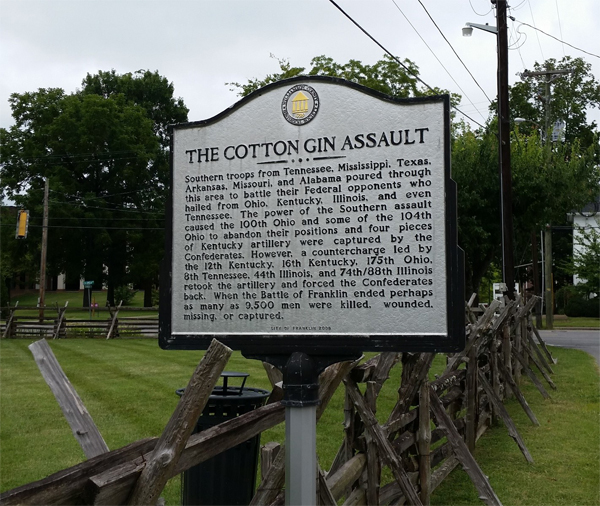 THE COTTON GIN ASSAULT
Southern troops from Tennessee, Mississippi, Texas,
Arkansas, Missouri, and Alabama poured through
this area to battle their Federal opponents who
hailed from Ohio, Kentucky, Illinois, and even
Tennessee. The power of the Southern assault
caused the 100th Ohio and some of the 104th
Ohio to abandon their positions and four pieces
of Kentucky artillery were captured by the
Confederates. However, a countercharge led by
the 12th Kentucky, 16th Kentucky, 175th Ohio,
8th Tennessee, 44th Illinois, and 74th/88th Illinois
retook the artillery and forced the Confederates
back. When the Battle of Franklin ended perhaps
as many as 9,500 men were killed, wounded,
missing, or captured.
CITY OF FRANKLIN 2008